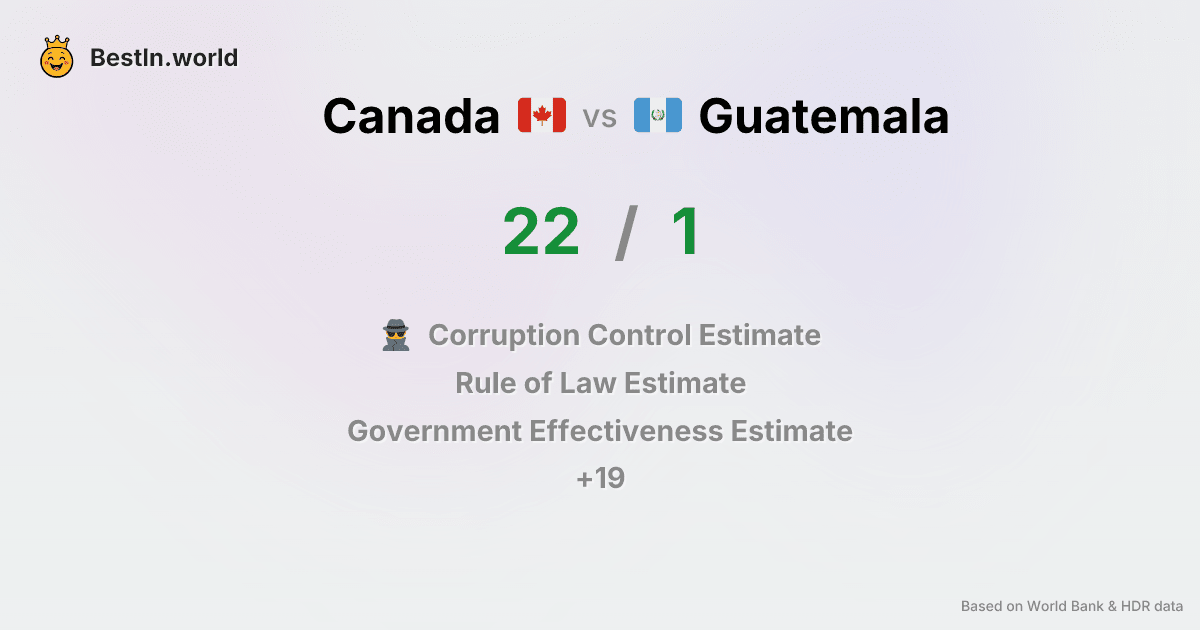 BestIn.world
Canada vs Guatemala
22 / 1
Corruption Control Estimate
Rule of Law Estimate
Government Effectiveness Estimate
+19
Based on World Bank & HDR data